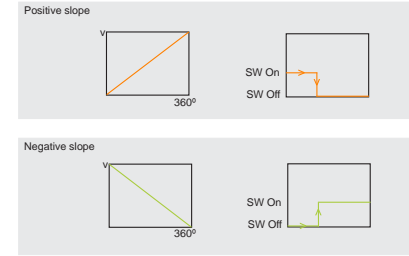 Positive slope
v
360º
SW On
SW Off
Negative slope
v
360º
SW On
SW Off